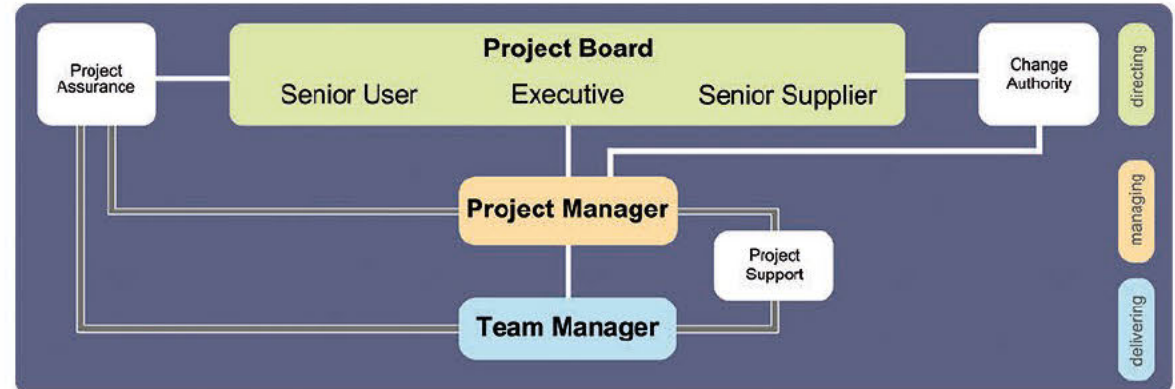 Project
Assurance
Project Board
Senior User Executive Senior Supplier
Change
Authority
directing
Project Manager
managing
Project
Support
Team Manager
delivering